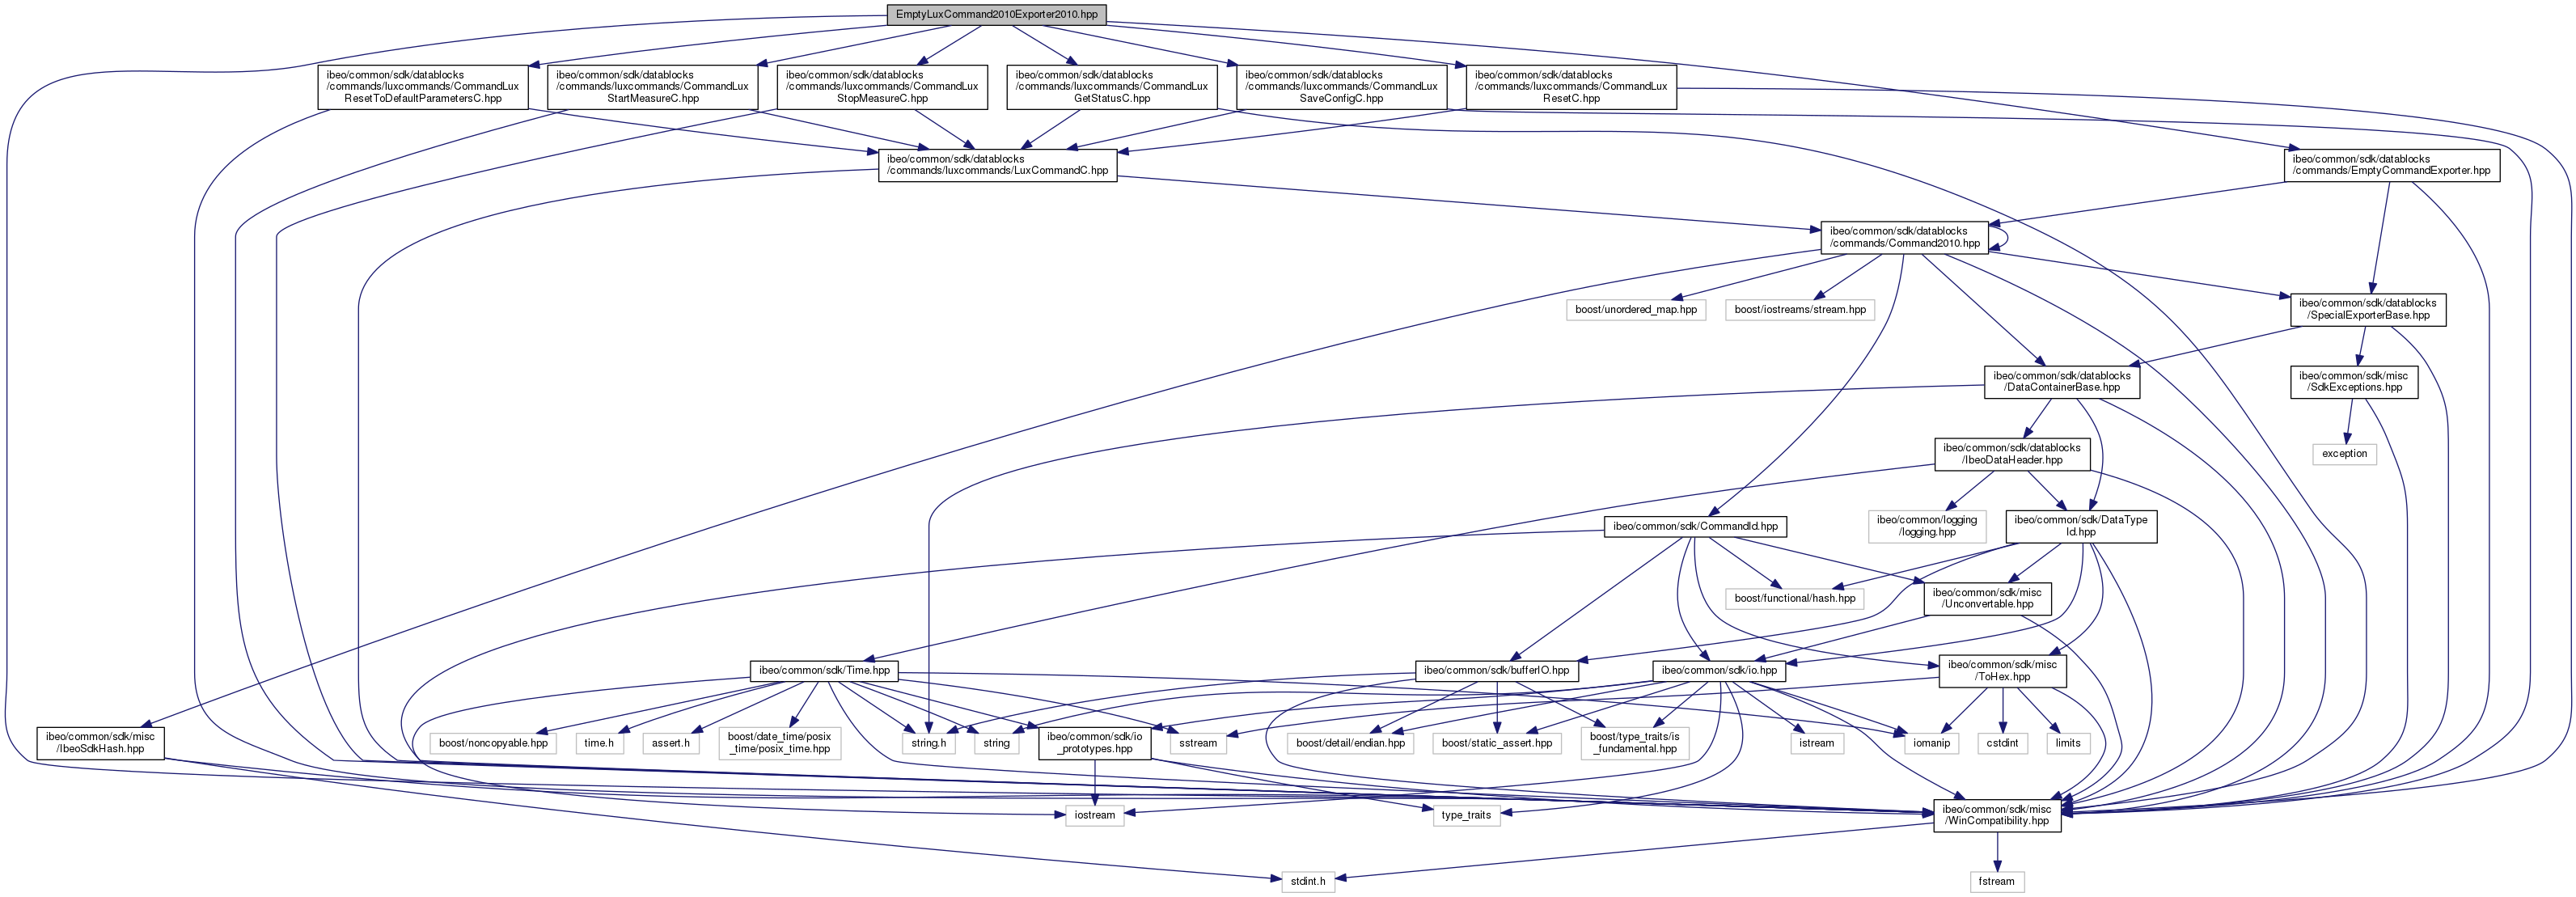 EmptyLuxCommand2010Exporter2010.hpp
ibeo/common/sdk/datablocks
/commands/luxcommands/CommandLux
ResetToDefaultParametersC.hpp
ibeo/common/sdk/datablocks
/commands/luxcommands/CommandLux
StartMeasureC.hpp
ibeo/common/sdk/datablocks
/commands/luxcommands/CommandLux
StopMeasureC.hpp
ibeo/common/sdk/datablocks
/commands/luxcommands/CommandLux
GetStatusC.hpp
ibeo/common/sdk/datablocks
/commands/luxcommands/CommandLux
SaveConfigC.hpp
ibeo/common/sdk/datablocks
/commands/luxcommands/CommandLux
ResetC.hpp
ibeo/common/sdk/datablocks
/commands/luxcommands/LuxCommandC.hpp
ibeo/common/sdk/datablocks
/commands/EmptyCommandExporter.hpp
ibeo/common/sdk/datablocks
/commands/Command2010.hpp
boost/unordered_map.hpp
boost/iostreams/stream.hpp
ibeo/common/sdk/datablocks
/SpecialExporterBase.hpp
ibeo/common/sdk/datablocks
/DataContainerBase.hpp
ibeo/common/sdk/misc
/SdkExceptions.hpp
ibeo/common/sdk/datablocks
/IbeoDataHeader.hpp
exception
ibeo/common/sdk/CommandId.hpp
ibeo/common/logging
/logging.hpp
ibeo/common/sdk/DataType
Id.hpp
boost/functional/hash.hpp
ibeo/common/sdk/misc
/Unconvertable.hpp
ibeo/common/sdk/Time.hpp
ibeo/common/sdk/bufferIO.hpp
ibeo/common/sdk/io.hpp
ibeo/common/sdk/misc
/ToHex.hpp
ibeo/common/sdk/misc
/IbeoSdkHash.hpp
boost/noncopyable.hpp
time.h
assert.h
boost/date_time/posix
_time/posix_time.hpp
string.h
string
ibeo/common/sdk/io
_prototypes.hpp
sstream
boost/detail/endian.hpp
boost/static_assert.hpp
boost/type_traits/is
_fundamental.hpp
istream
iomanip
cstdint
limits
iostream
type_traits
ibeo/common/sdk/misc
/WinCompatibility.hpp
stdint.h
fstream